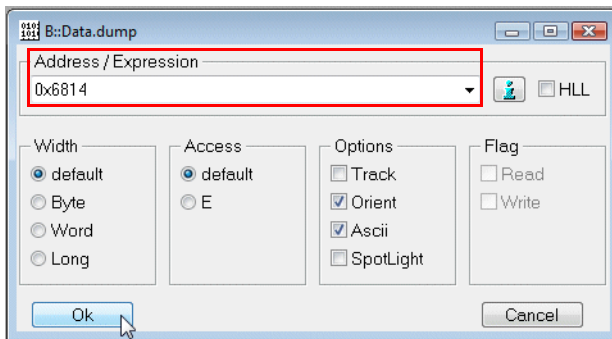 B::Data.dump
Address / Expression
0x6814
i HLL
Width
default
Byte
Word
Long
Access
default
E
Options
Track
Orient
Ascii
SpotLight
Flag
Read
Write
Ok
Cancel